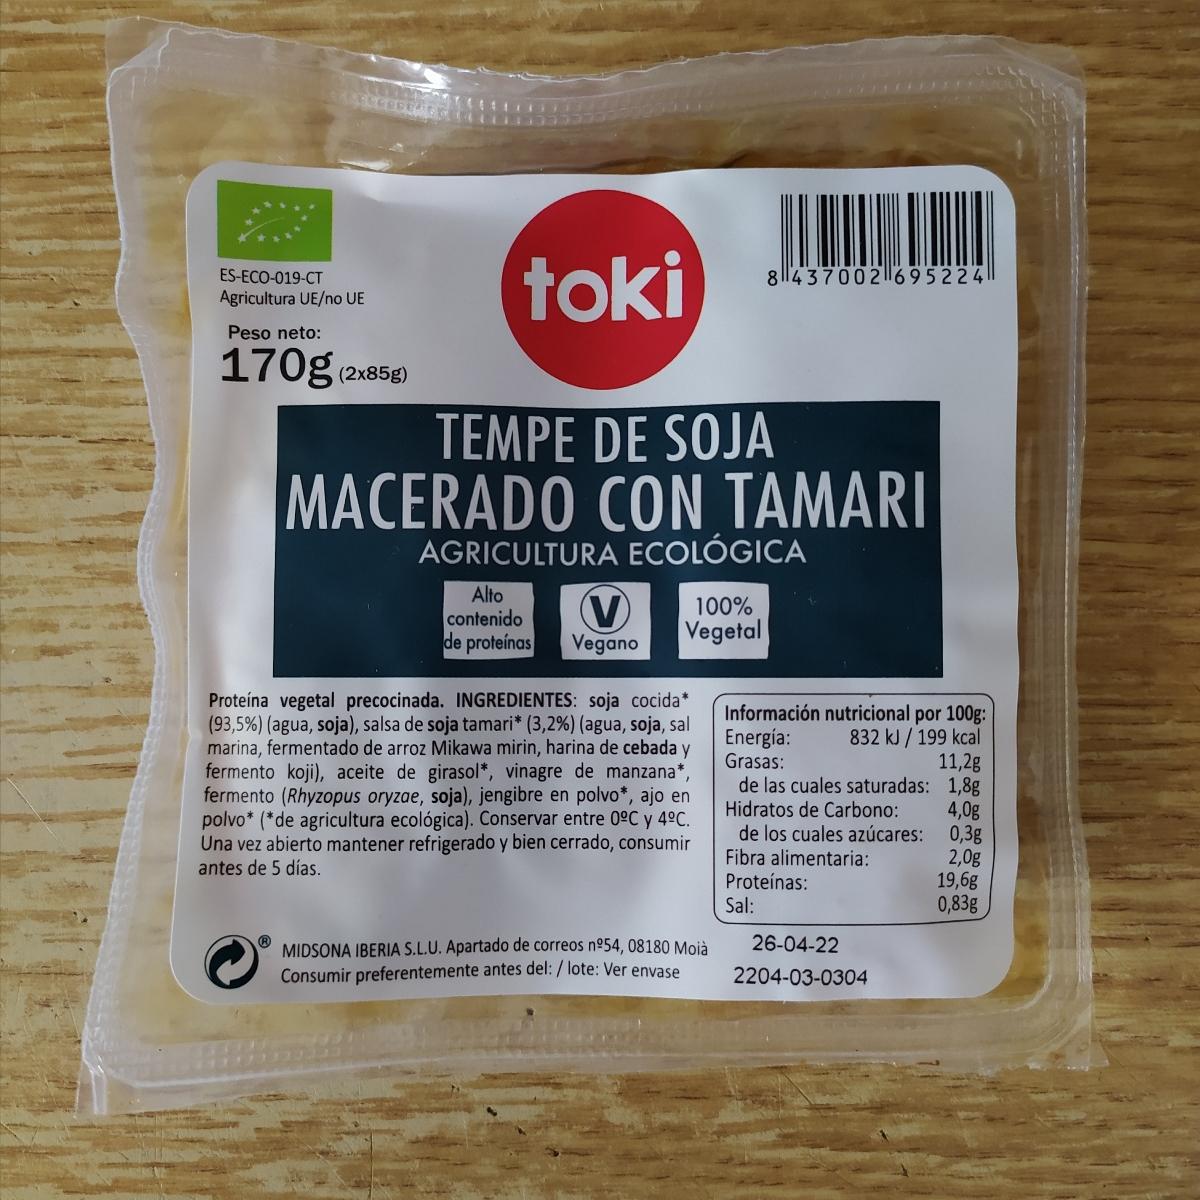 ES-ECO-019-CT
Agricultura UE/no UE
Peso neto:
170g (2x85g)
toki
8 437002 695224
TEMPE DE SOJA
MACERADO CON TAMARI
AGRICULTURA ECOLÓGICA
Alto
contenido
de proteínas
V
Vegano
100%
Vegetal
Proteína vegetal precocinada. INGREDIENTES: soja cocida*
(93,5%) (agua, soja), salsa de soja tamari* (3,2%) (agua, soja, sal
marina, fermentado de arroz Mikawa mirin, harina de cebada y
fermento koji), aceite de girasol*, vinagre de manzana*,
fermento (Rhyzopus oryzae, soja), jengibre en polvo*, ajo en
polvo* (*de agricultura ecológica). Conservar entre 0ºC y 4ºC.
Una vez abierto mantener refrigerado y bien cerrado, consumir
antes de 5 días.
Información nutricional por 100g:
Energía: 832 kJ / 199 kcal
Grasas: 11,2g
de las cuales saturadas: 1,8g
Hidratos de Carbono: 4,0g
de los cuales azúcares: 0,3g
Fibra alimentaria: 2,0g
Proteínas: 19,6g
Sal: 0,83g
®
MIDSONA IBERIA S.L.U. Apartado de correos nº54, 08180 Moià
Consumir preferentemente antes del: / lote: Ver envase
26-04-22
2204-03-0304